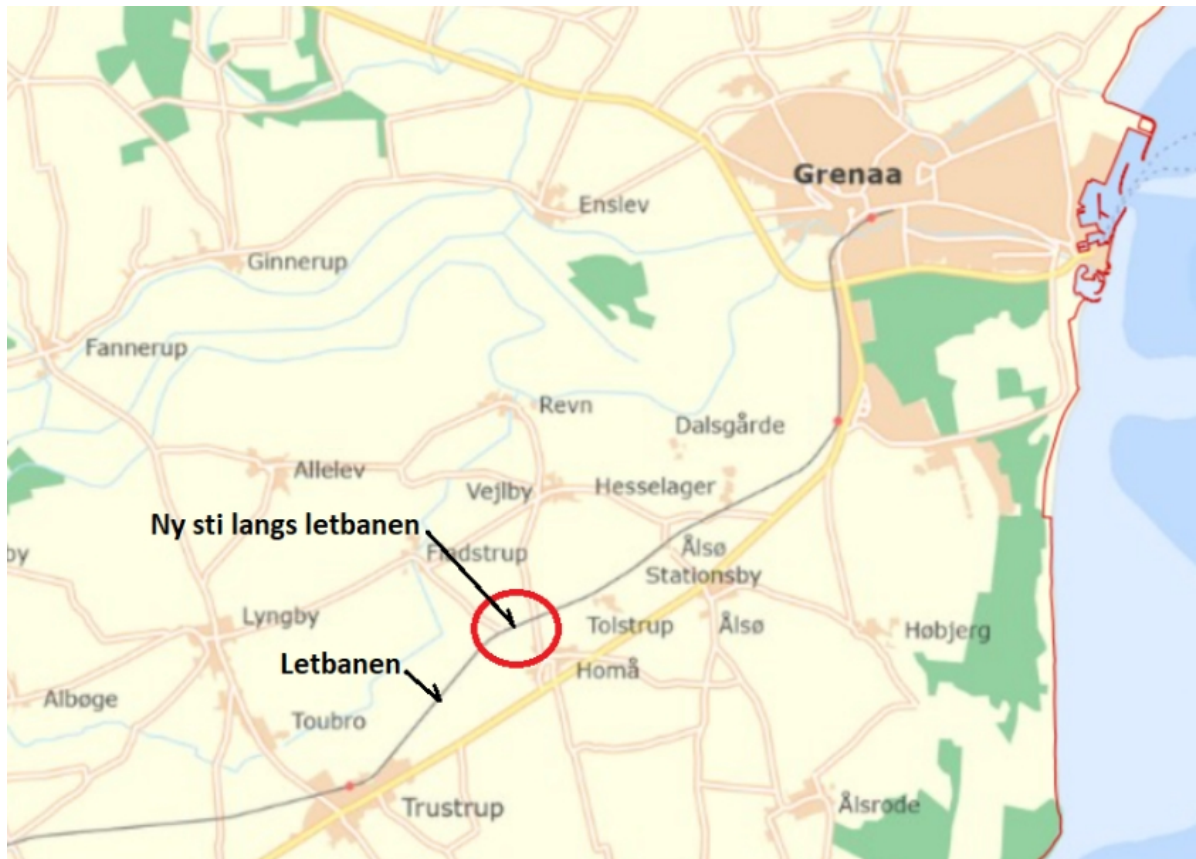 Grenaa
Enslev
Ginnerup
Fannerup
Revn
Dalsgårde
Allelev
Vejlby
Hesselager
Ny sti langs letbanen
by
Fladstrup
Ålsø
Stationsby
Lyngby
Tolstrup
Ålsø
Høbjerg
Letbanen
Homå
Albøge
Toubro
Trustrup
Ålsrode